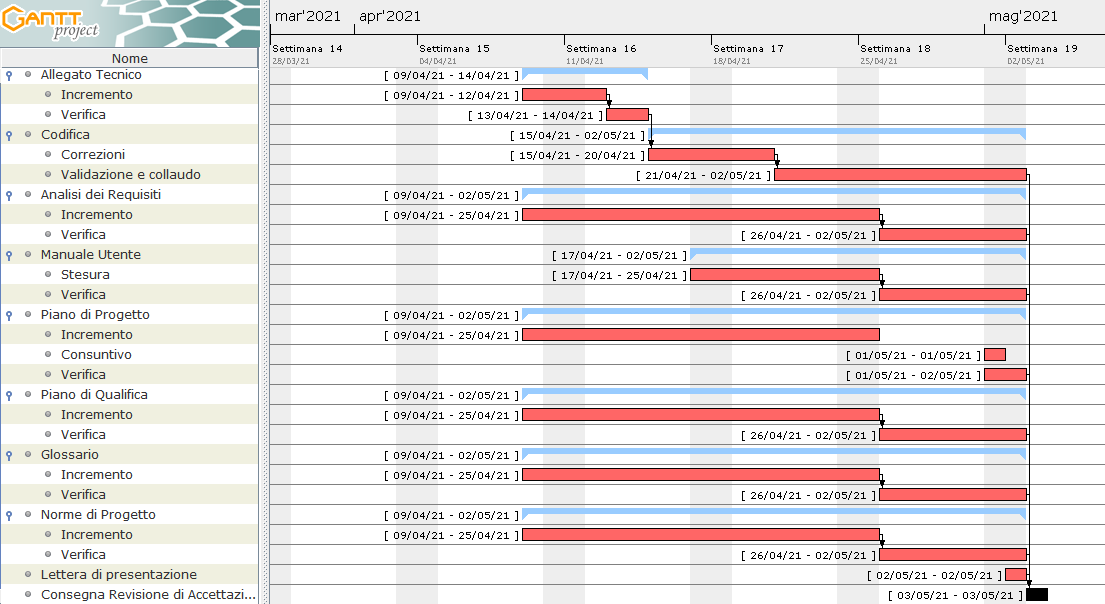 GANTT project
mar'2021 apr'2021 mag'2021
Settimana 14 Settimana 15 Settimana 16 Settimana 17 Settimana 18 Settimana 19
28/03/21 04/04/21 11/04/21 18/04/21 25/04/21 02/05/21
Nome
Allegato Tecnico [ 09/04/21 - 14/04/21 ]
Incremento [ 09/04/21 - 12/04/21 ]
Verifica [ 13/04/21 - 14/04/21 ]
Codifica [ 15/04/21 - 02/05/21 ]
Correzioni [ 15/04/21 - 20/04/21 ]
Validazione e collaudo [ 21/04/21 - 02/05/21 ]
Analisi dei Requisiti [ 09/04/21 - 02/05/21 ]
Incremento [ 09/04/21 - 25/04/21 ]
Verifica [ 26/04/21 - 02/05/21 ]
Manuale Utente [ 17/04/21 - 02/05/21 ]
Stesura [ 17/04/21 - 25/04/21 ]
Verifica [ 26/04/21 - 02/05/21 ]
Piano di Progetto [ 09/04/21 - 02/05/21 ]
Incremento [ 09/04/21 - 25/04/21 ]
Consuntivo [ 01/05/21 - 01/05/21 ]
Verifica [ 01/05/21 - 02/05/21 ]
Piano di Qualifica [ 09/04/21 - 02/05/21 ]
Incremento [ 09/04/21 - 25/04/21 ]
Verifica [ 26/04/21 - 02/05/21 ]
Glossario [ 09/04/21 - 02/05/21 ]
Incremento [ 09/04/21 - 25/04/21 ]
Verifica [ 26/04/21 - 02/05/21 ]
Norme di Progetto [ 09/04/21 - 02/05/21 ]
Incremento [ 09/04/21 - 25/04/21 ]
Verifica [ 26/04/21 - 02/05/21 ]
Lettera di presentazione [ 02/05/21 - 02/05/21 ]
Consegna Revisione di Accettazi... [ 03/05/21 - 03/05/21 ]